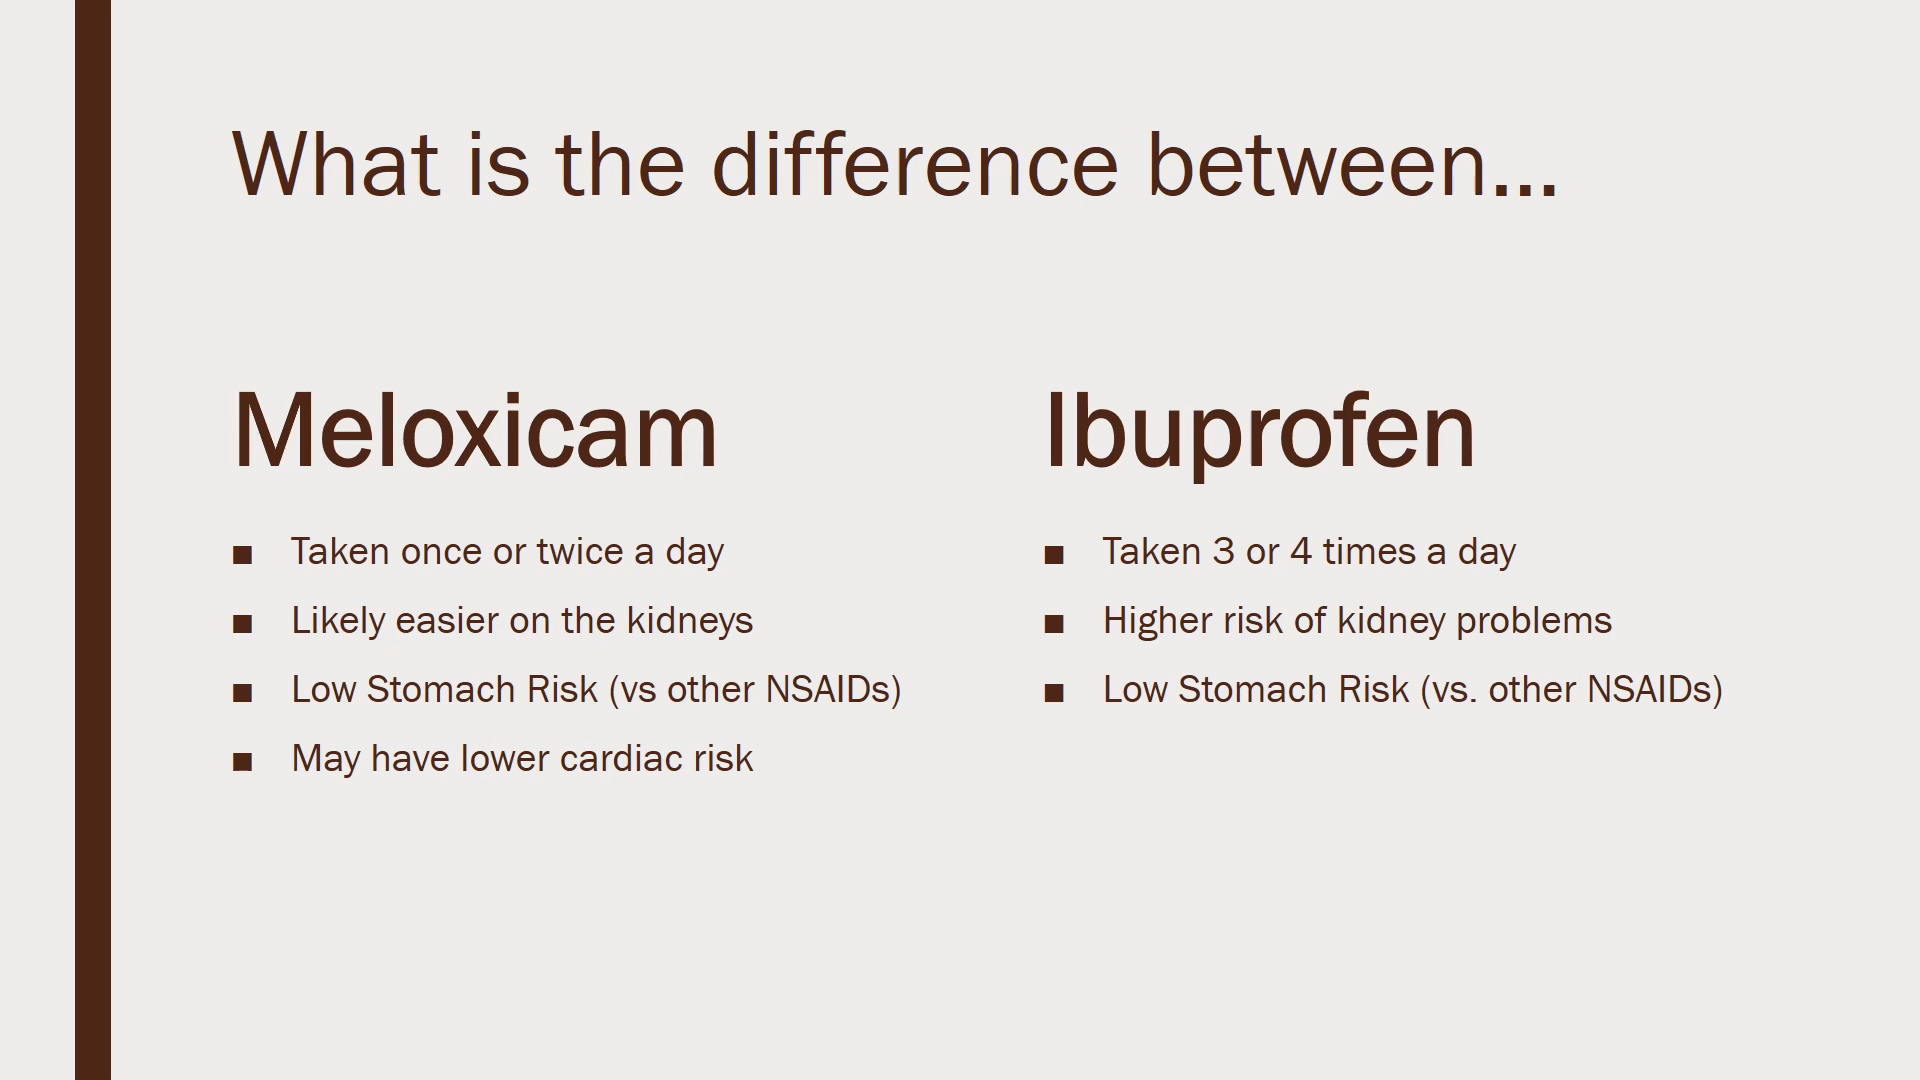 What is the difference between...
Meloxicam
■ Taken once or twice a day
■ Likely easier on the kidneys
■ Low Stomach Risk (vs other NSAIDs)
■ May have lower cardiac risk
Ibuprofen
■ Taken 3 or 4 times a day
■ Higher risk of kidney problems
■ Low Stomach Risk (vs. other NSAIDs)